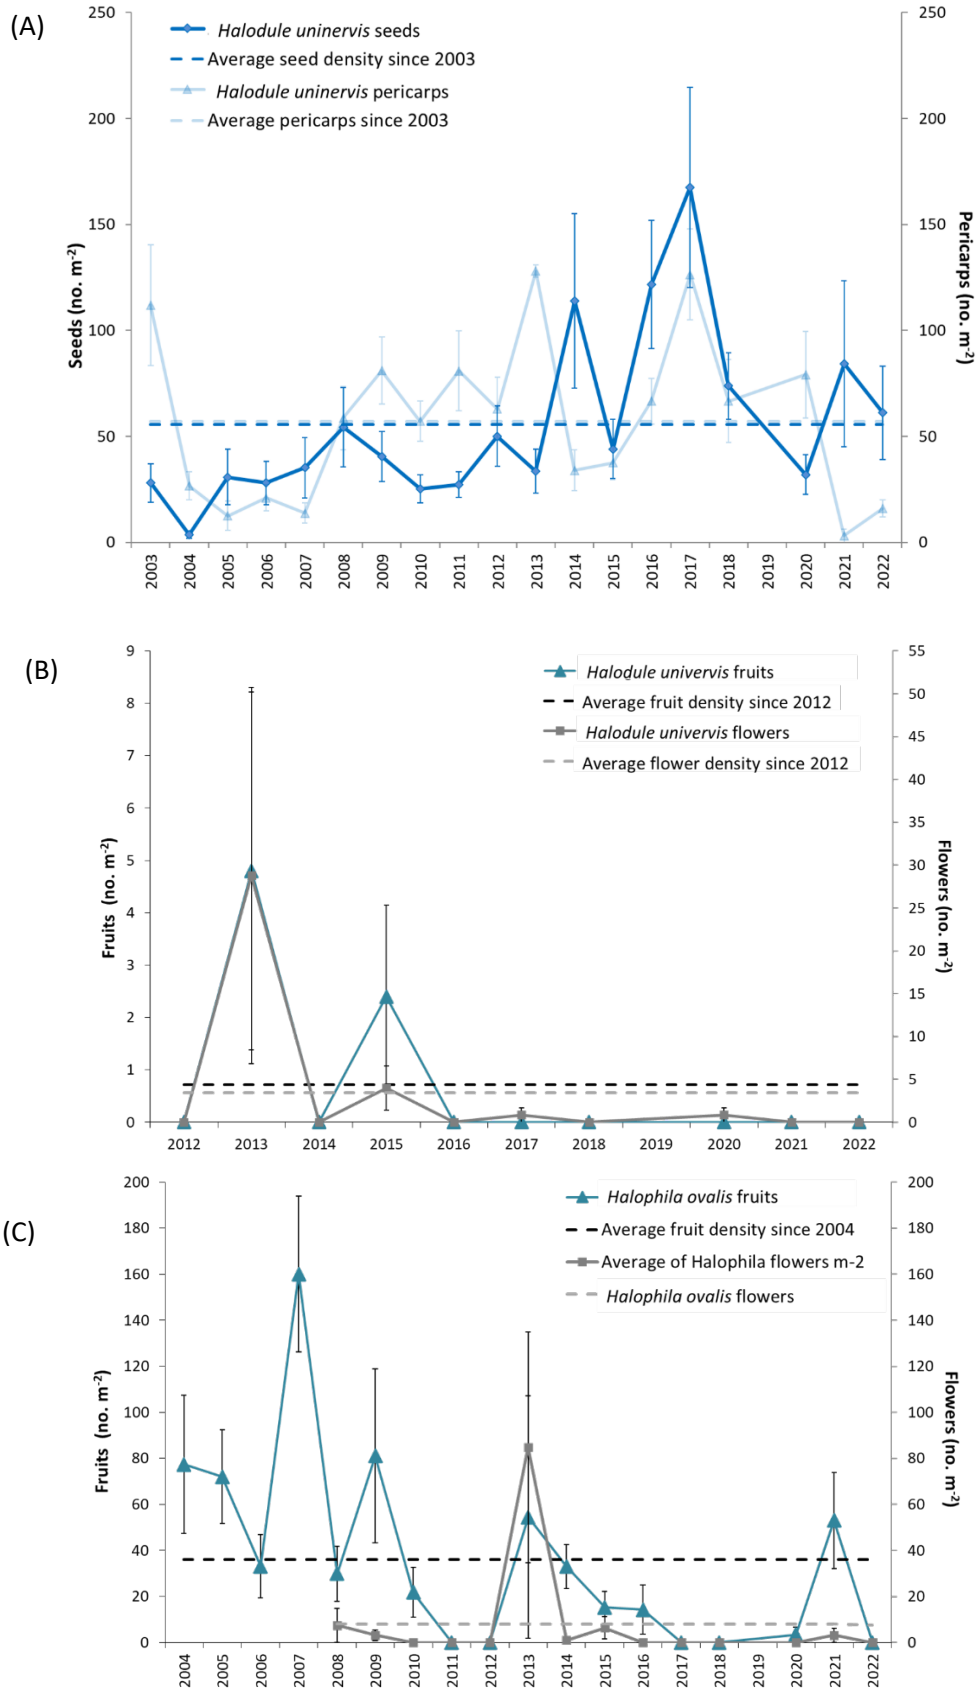 (A)
Halodule uninervis seeds
Average seed density since 2003
Halodule uninervis pericarps
Average pericarps since 2003
250
200
150
100
50
0
Seeds (no. m-2)
250
200
150
100
50
0
Pericarps (no. m-2)
2003 2004 2005 2006 2007 2008 2009 2010 2011 2012 2013 2014 2015 2016 2017 2018 2019 2020 2021 2022
(B)
Halodule univervis fruits
Average fruit density since 2012
Halodule univervis flowers
Average flower density since 2012
9
8
7
6
5
4
3
2
1
0
Fruits (no. m-2)
55
50
45
40
35
30
25
20
15
10
5
0
Flowers (no. m-2)
2012 2013 2014 2015 2016 2017 2018 2019 2020 2021 2022
(C)
Halophila ovalis fruits
Average fruit density since 2004
Average of Halophila flowers m-2
Halophila ovalis flowers
200
180
160
140
120
100
80
60
40
20
0
Fruits (no. m-2)
200
180
160
140
120
100
80
60
40
20
0
Flowers (no. m-2)
2004 2005 2006 2007 2008 2009 2010 2011 2012 2013 2014 2015 2016 2017 2018 2019 2020 2021 2022